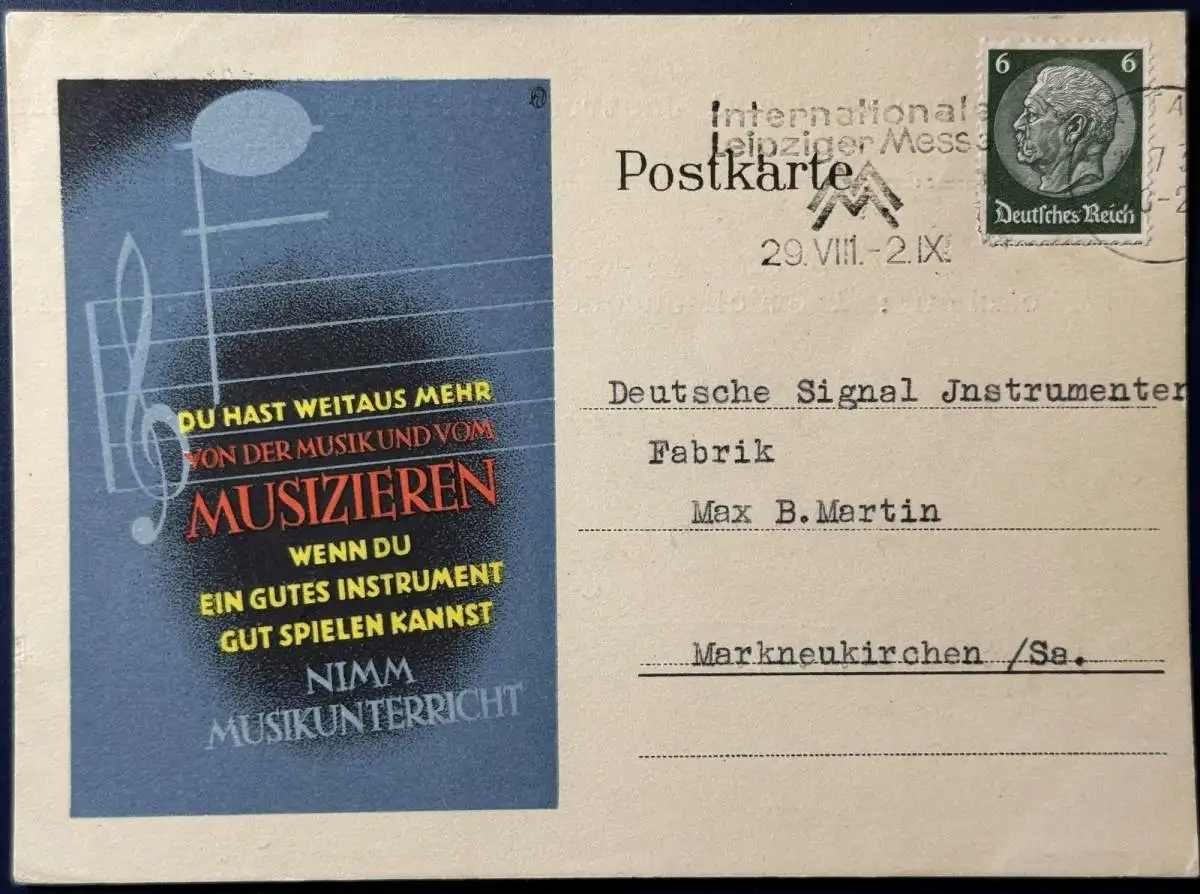 DU HAST WEITAUS MEHR
VON DER MUSIK UND VOM
MUSIZIEREN
WENN DU
EIN GUTES INSTRUMENT
GUT SPIELEN KANNST
NIMM
MUSIKUNTERRICHT
Internationale
Leipziger Messe
Postkarte
29.VIII.-2.IX.
6 6
Deutsches Reich
Deutsche Signal Jnstrumenten
Fabrik
Max B.Martin
Markneukirchen /Sa.